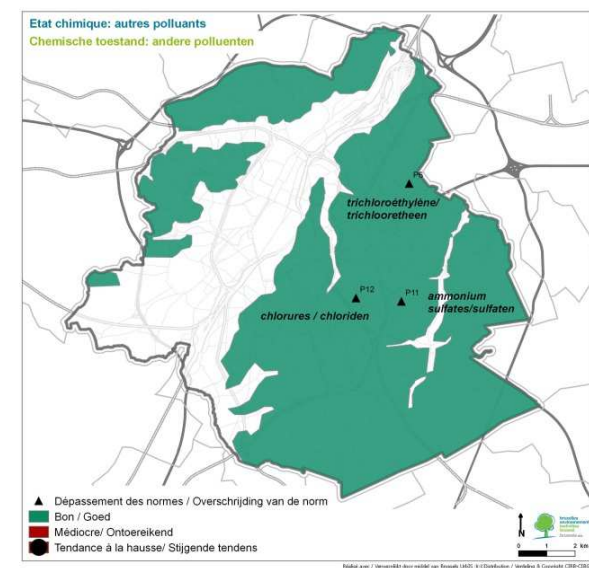 Etat chimique: autres polluants
Chemische toestand: andere polluenten
P5
trichloroéthylène/
trichlooretheen
P12
P11
ammonium
sulfates/sulfaten
chlorures / chloriden
▲ Dépassement des normes / Overschrijding van de norm
Bon / Goed
Médiocre/ Ontoereikend
Tendance à la hausse/ Stijgende tendens
N
0 1 2 km